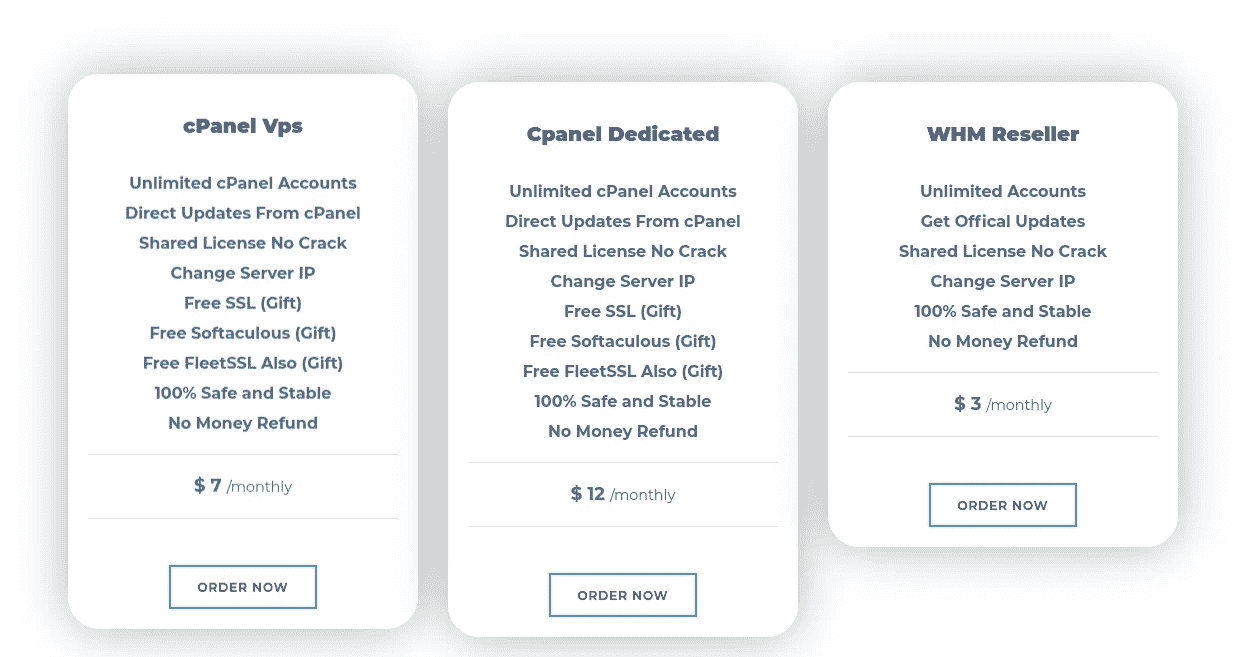 cPanel Vps
Unlimited cPanel Accounts
Direct Updates From cPanel
Shared License No Crack
Change Server IP
Free SSL (Gift)
Free Softaculous (Gift)
Free FleetSSL Also (Gift)
100% Safe and Stable
No Money Refund
$ 7 /monthly
ORDER NOW
Cpanel Dedicated
Unlimited cPanel Accounts
Direct Updates From cPanel
Shared License No Crack
Change Server IP
Free SSL (Gift)
Free Softaculous (Gift)
Free FleetSSL Also (Gift)
100% Safe and Stable
No Money Refund
$ 12 /monthly
ORDER NOW
WHM Reseller
Unlimited Accounts
Get Offical Updates
Shared License No Crack
Change Server IP
100% Safe and Stable
No Money Refund
$ 3 /monthly
ORDER NOW